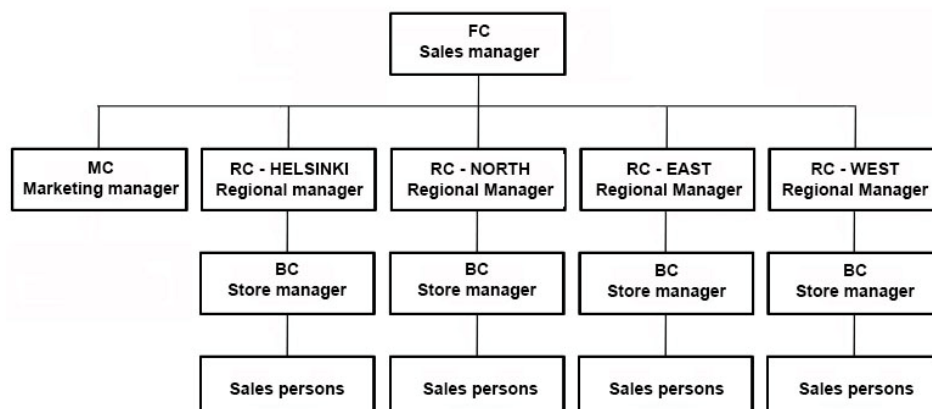 FC
Sales manager
MC
Marketing manager
RC - HELSINKI
Regional manager
RC - NORTH
Regional Manager
RC - EAST
Regional Manager
RC - WEST
Regional Manager
BC
Store manager
BC
Store manager
BC
Store manager
BC
Store manager
Sales persons
Sales persons
Sales persons
Sales persons